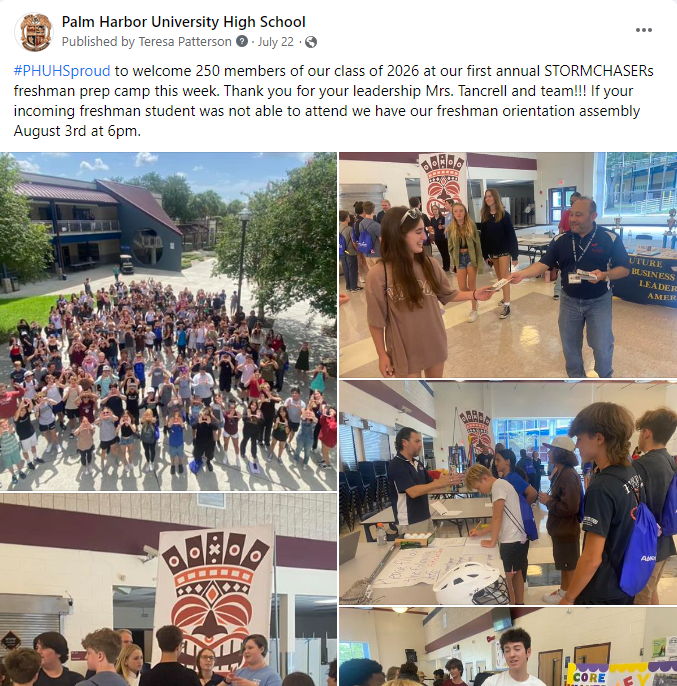 Palm Harbor University High School
Published by Teresa Patterson · July 22 ·
#PHUHSproud to welcome 250 members of our class of 2026 at our first annual STORMCHASERs
freshman prep camp this week. Thank you for your leadership Mrs. Tancrell and team!!! If your
incoming freshman student was not able to attend we have our freshman orientation assembly
August 3rd at 6pm.
UTURE
BUSINESS
LEADER
AMER
CORE